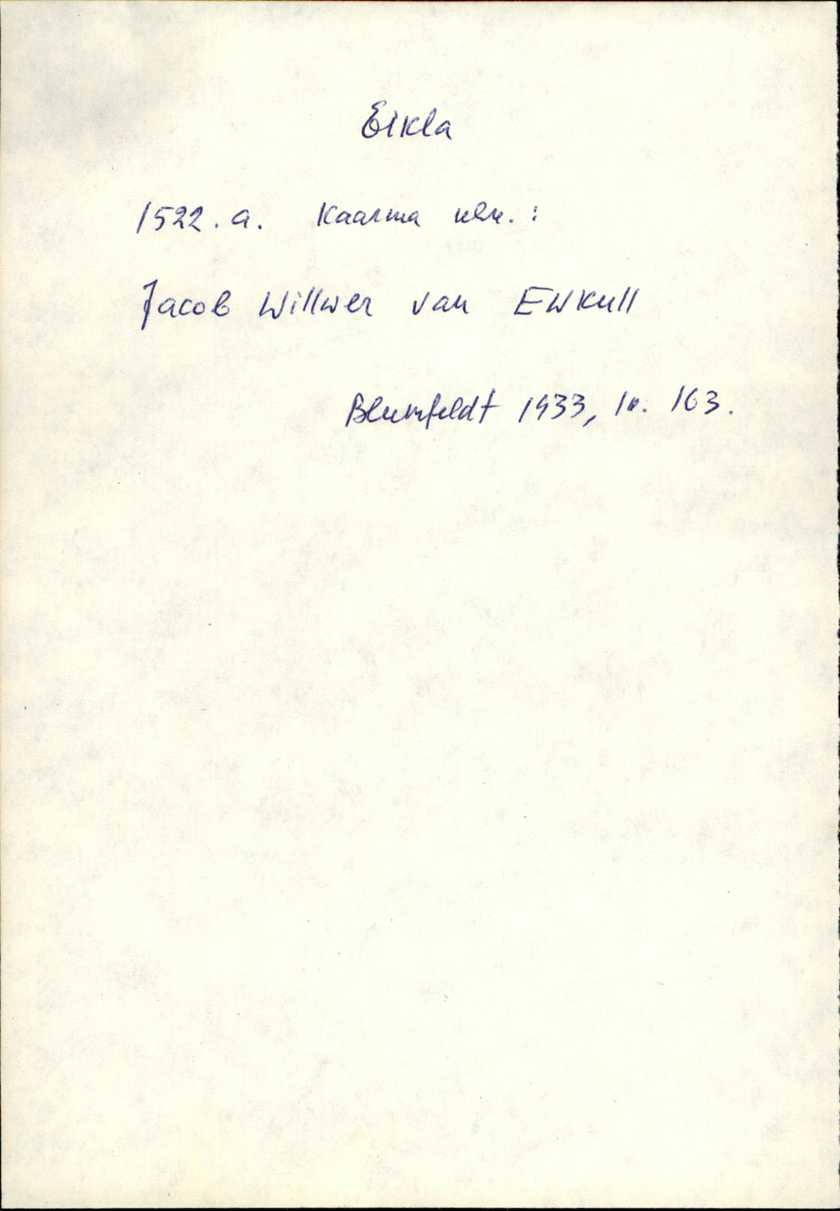 Eikla
1522. a. Kaarma khk. :
Jacob Willwer van EWKull
Blumfeldt 1933, lk. 163.